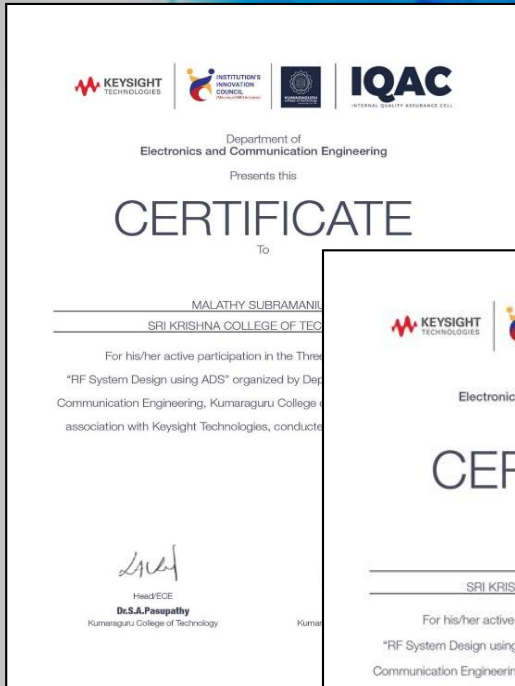 KEYSIGHT
TECHNOLOGIES
INSTITUTION'S
INNOVATION
COUNCIL
IQAC
INTERNAL QUALITY ASSURANCE CELL
Department of
Electronics and Communication Engineering
Presents this
CERTIFICATE
To
MALATHY SUBRAMANIU
SRI KRISHNA COLLEGE OF TEC
For his/her active participation in the Three
"RF System Design using ADS" organized by Dep
Communication Engineering, Kumaraguru College
association with Keysight Technologies, conducte
Head/ECE
Dr.S.A.Pasupathy
Kumaraguru College of Technology
Kumar
KEYSIGHT
TECHNOLOGIES
Electronic
CER
SRI KRIS
For his/her active
"RF System Design using
Communication Engineerin